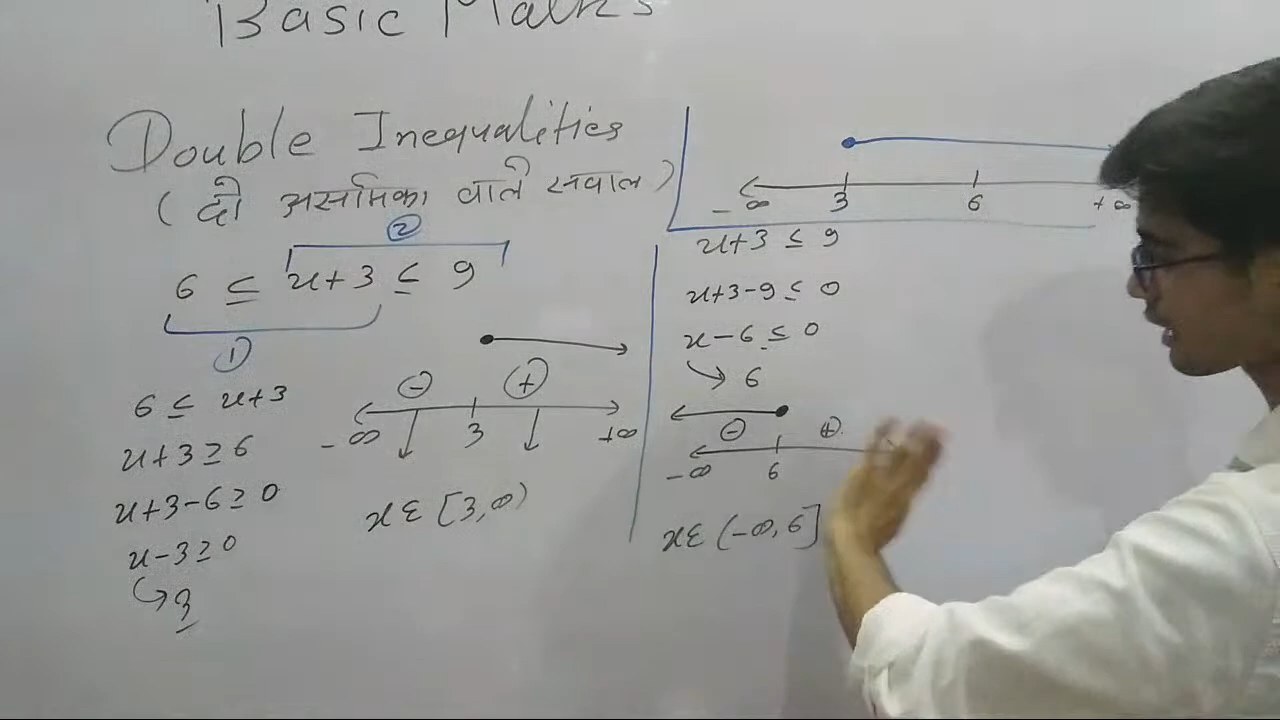 Basic Maths
Double Inequalities
( दो असमिका वाले सवाल )
②
6 ≤ x+3 ≤ 9
①
6 ≤ x+3
x+3 ≥ 6
x+3-6 ≥ 0
x-3 ≥ 0
3
- +
-∞ 3 +∞
x ∈ [3, ∞)
-∞ 3 6 +∞
x+3 ≤ 9
x+3-9 ≤ 0
x-6 ≤ 0
6
- +
-∞ 6
x ∈ (-∞, 6]